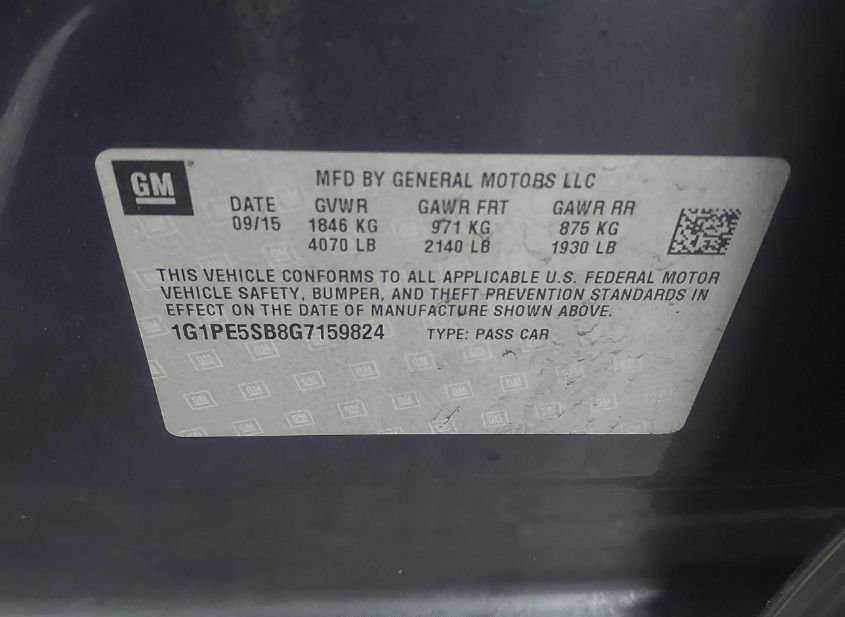 GM
MFD BY GENERAL MOTORS LLC
DATE GVWR GAWR FRT GAWR RR
09/15 1846 KG 971 KG 875 KG
4070 LB 2140 LB 1930 LB
THIS VEHICLE CONFORMS TO ALL APPLICABLE U.S. FEDERAL MOTOR
VEHICLE SAFETY, BUMPER, AND THEFT PREVENTION STANDARDS IN
EFFECT ON THE DATE OF MANUFACTURE SHOWN ABOVE.
1G1PE5SB8G7159824 TYPE: PASS CAR